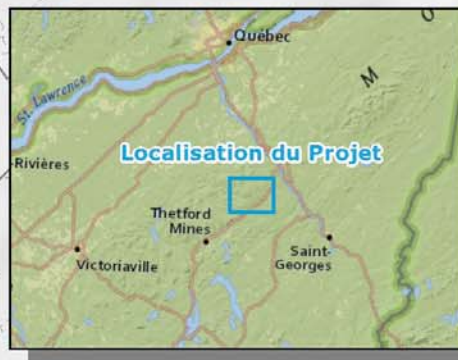 Québec
M
O
St. Lawrence
Rivières
Localisation du Projet
Thetford
Mines
Saint-
Georges
Victoriaville